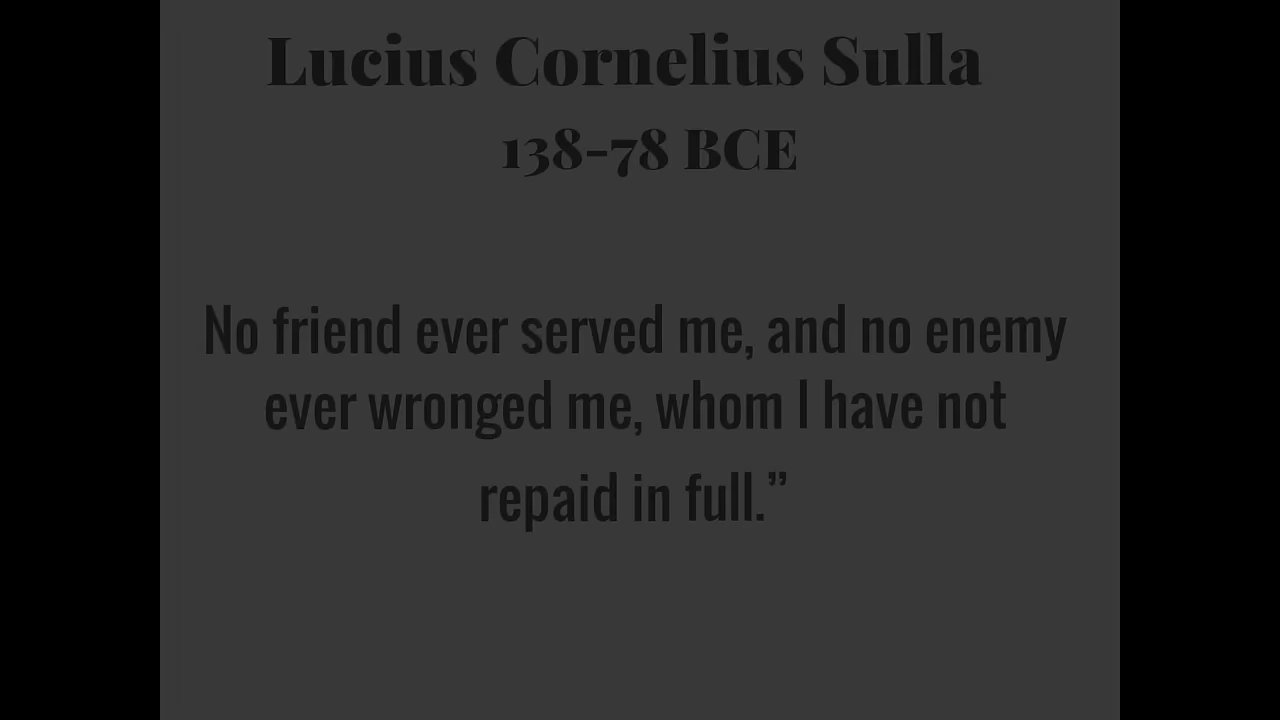 Lucius Cornelius Sulla
138-78 BCE
No friend ever served me, and no enemy
ever wronged me, whom I have not
repaid in full.”